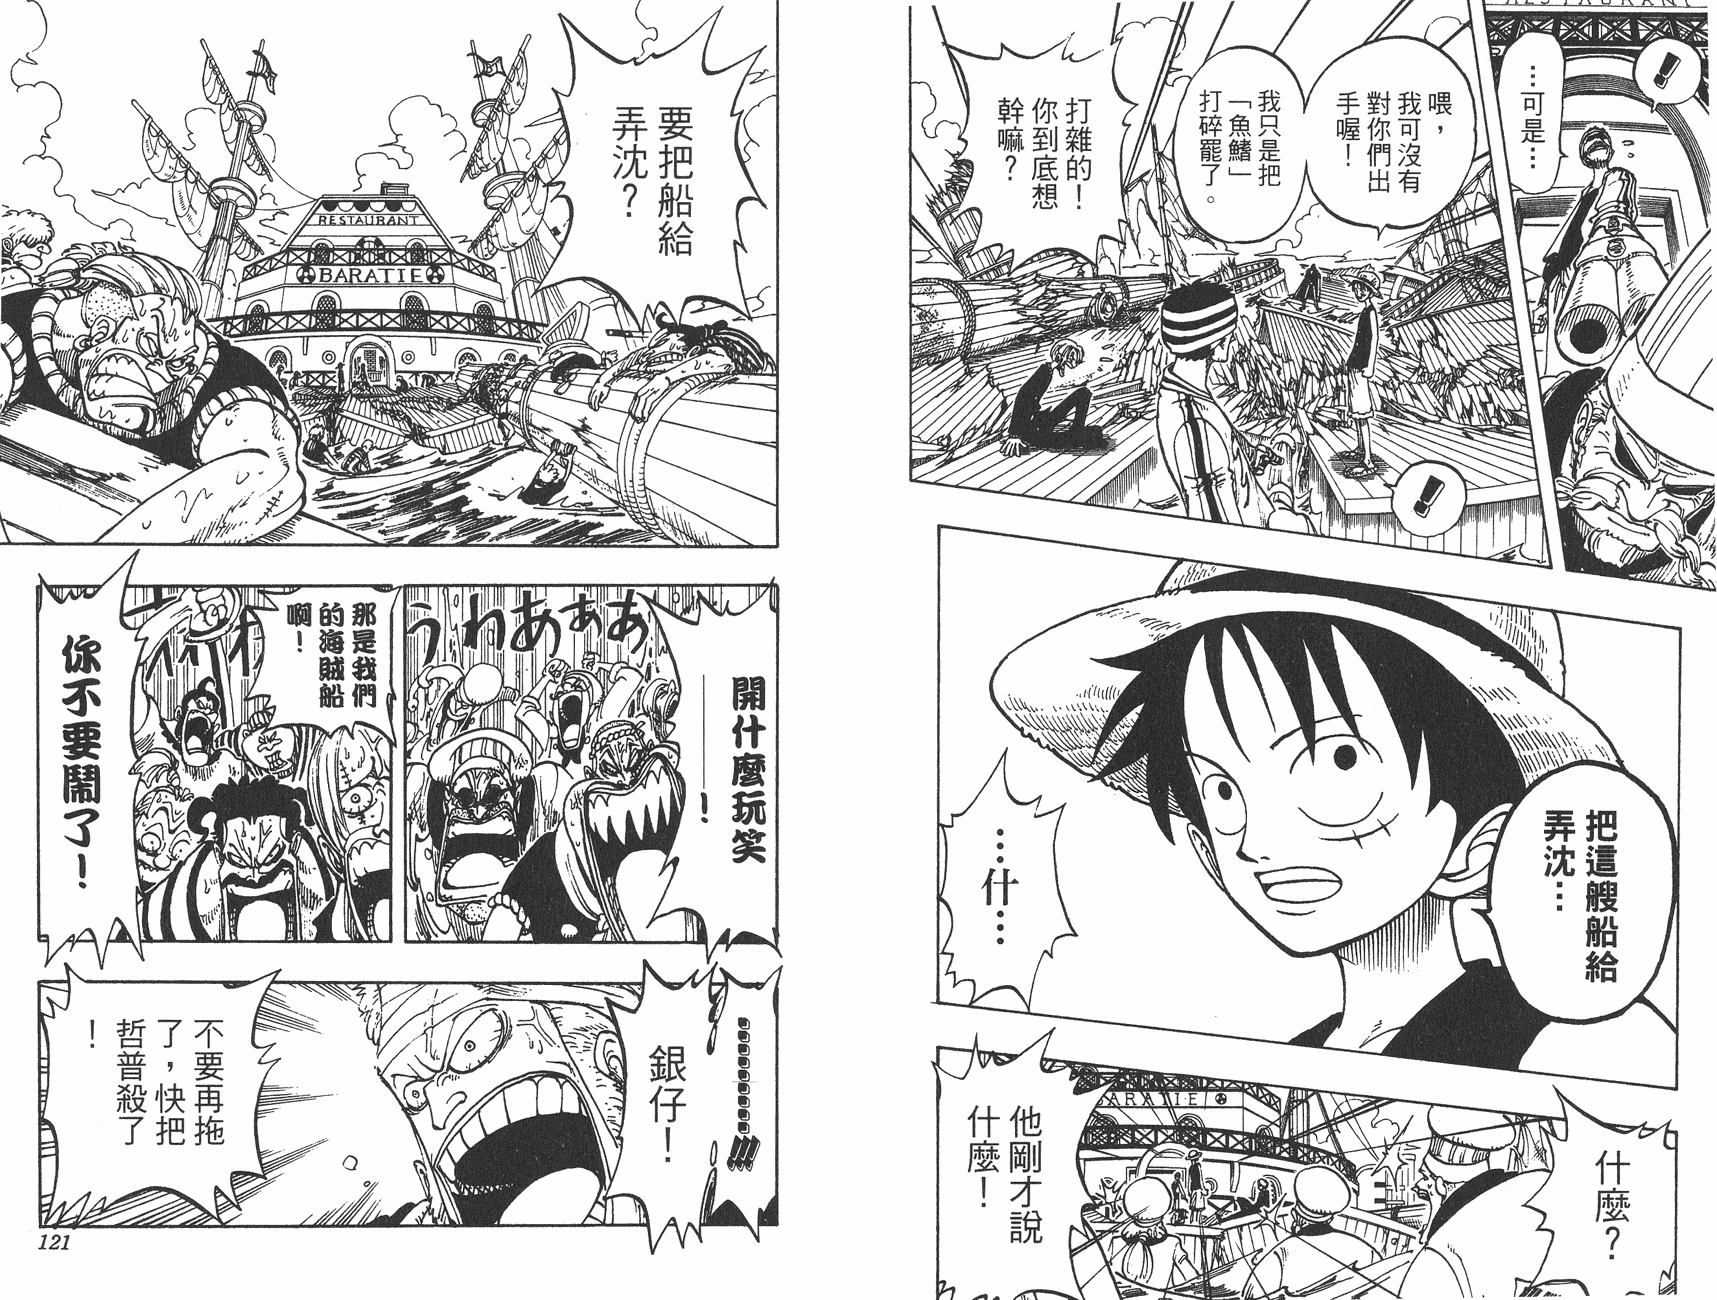 RESTAURANT
！
…可是…
喂，
我可沒有
對你們出
手喔！
我只是把
「魚鰭」
打碎罷了。
打雜的！
你到底想
幹嘛？
！
把這艘船給
弄沈…
…什…
什麼？
BARATIE
他剛才說
什麼！
要把船給
弄沈？
RESTAURANT
BARATIE
開什麼玩笑
——！
うわあああ
那是我們
的海賊船
啊！
你不要鬧了！
銀仔！
不要再拖
了，快把
哲普殺了
！
121